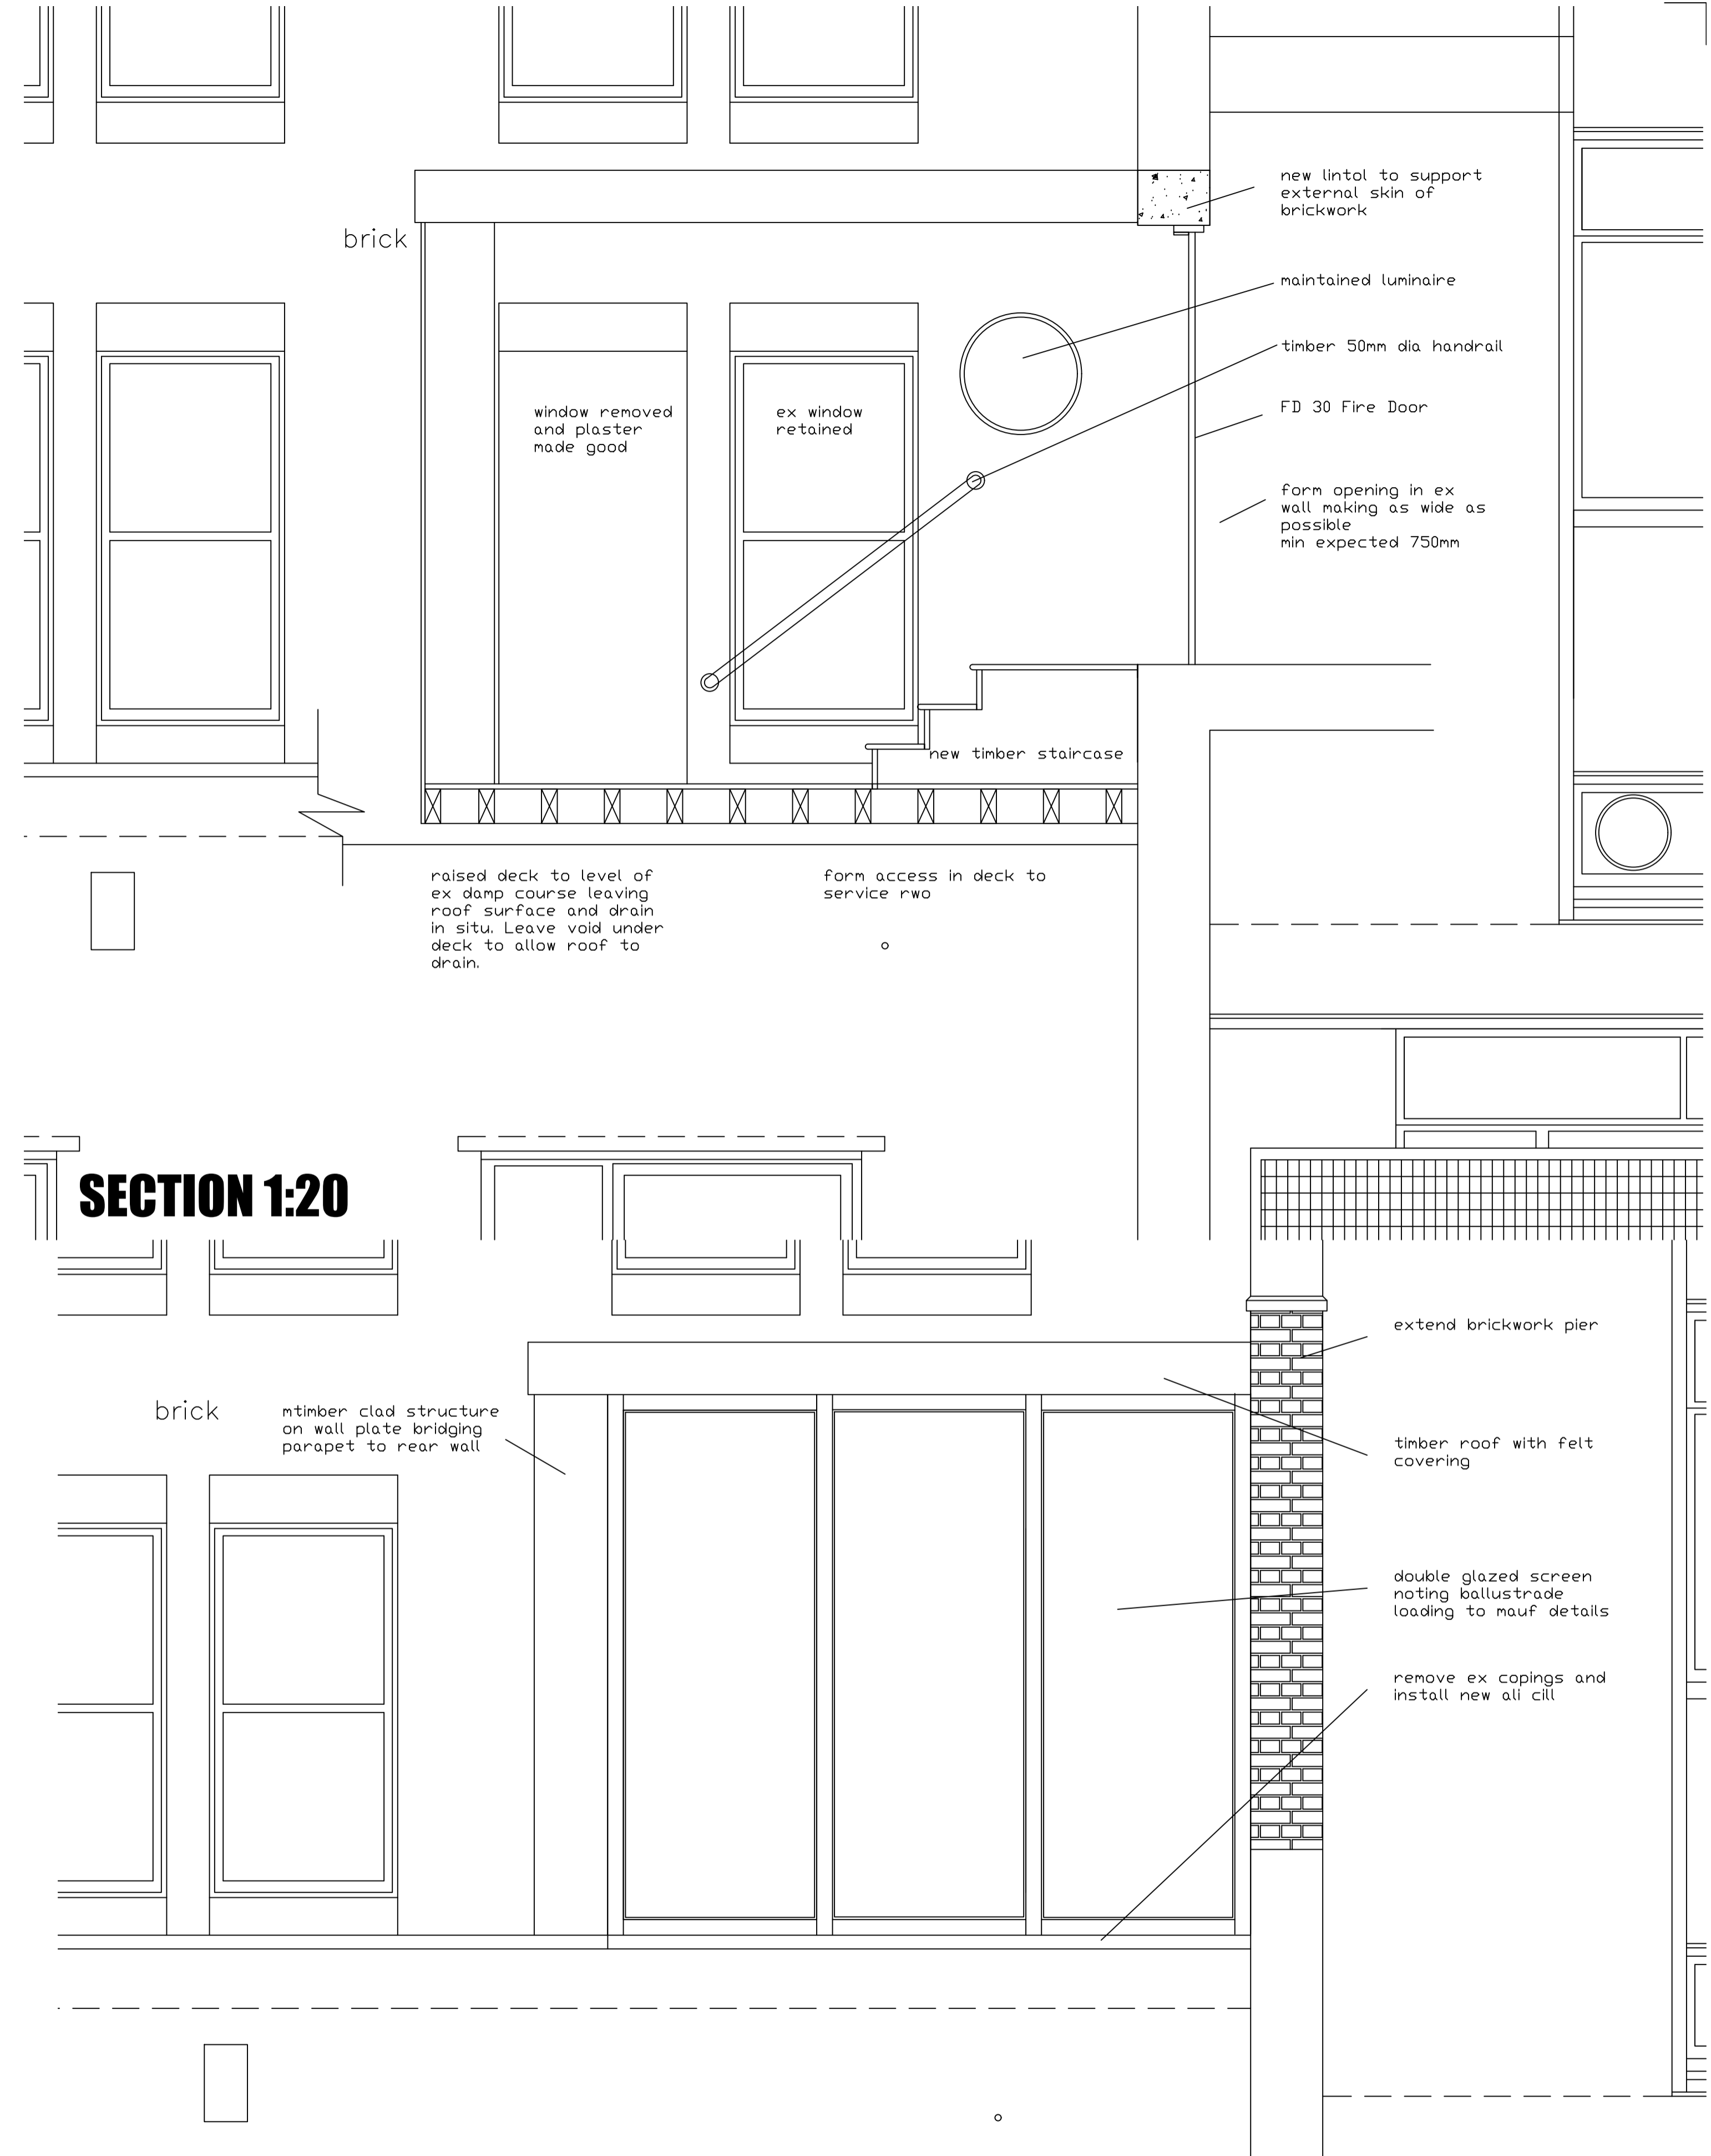 new lintol to support
external skin of
brickwork
brick
maintained luminaire
timber 50mm dia handrail
FD 30 Fire Door
window removed
and plaster
made good
ex window
retained
form opening in ex
wall making as wide as
possible
min expected 750mm
new timber staircase
raised deck to level of
ex damp course leaving
roof surface and drain
in situ. Leave void under
deck to allow roof to
drain.
form access in deck to
service rwo
SECTION 1:20
extend brickwork pier
brick
mtimber clad structure
on wall plate bridging
parapet to rear wall
timber roof with felt
covering
double glazed screen
noting ballustrade
loading to mauf details
remove ex copings and
install new ali cill